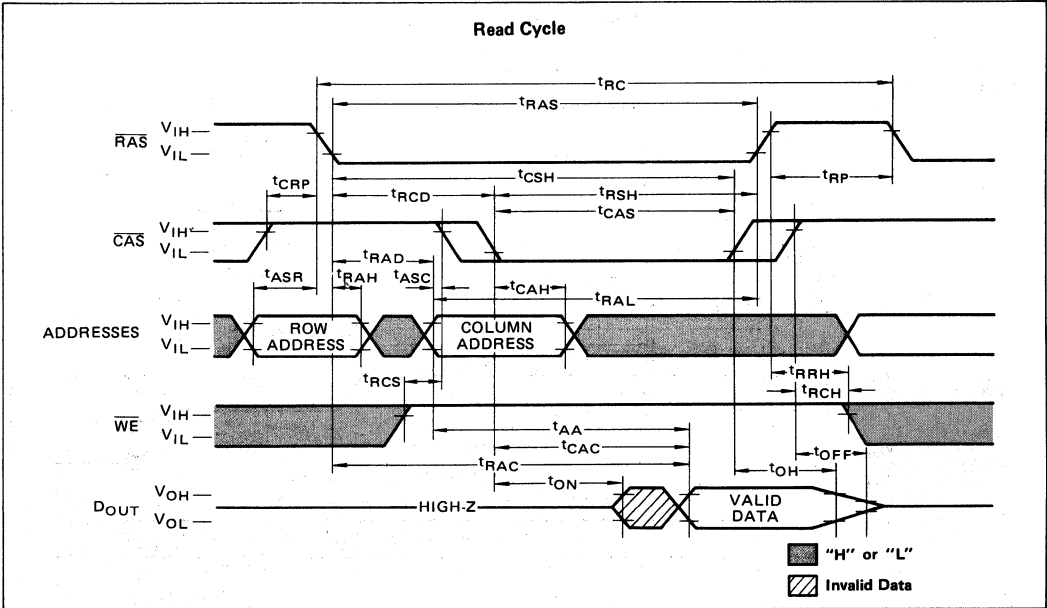 Read Cycle
tRC
tRAS
RAS
VIH
VIL
tCSH
tCRP
tRCD
tRSH
tRP
tCAS
CAS
VIH
VIL
tRAD
tASR
tRAH
tASC
tCAH
tRAL
ADDRESSES
VIH
VIL
ROW ADDRESS
COLUMN ADDRESS
tRRH
tRCS
tRCH
WE
VIH
VIL
tAA
tCAC
tOFF
tRAC
tOH
tON
DOUT
VOH
VOL
HIGH-Z
VALID DATA
"H" or "L"
Invalid Data